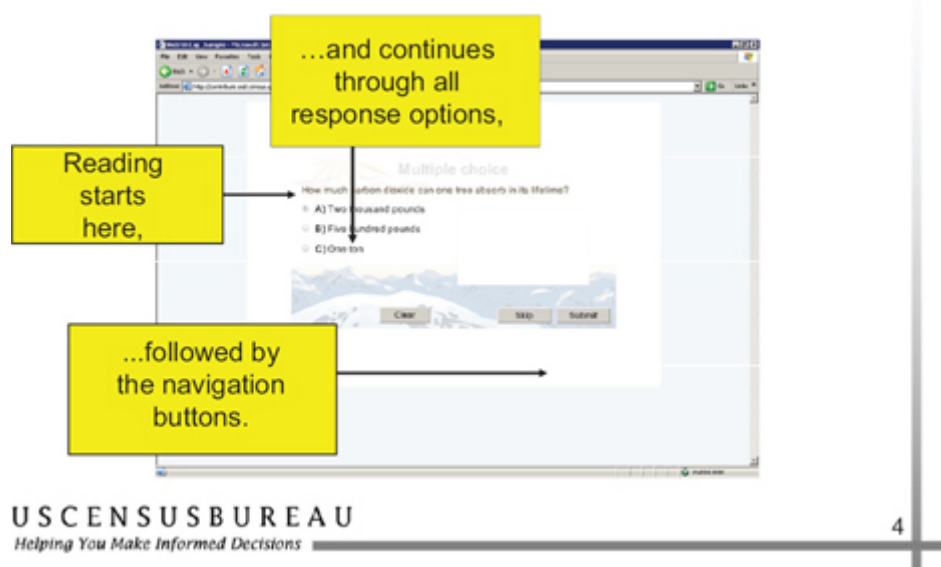 ...and continues
through all
response options,
Reading
starts
here,
Multiple choice
How much carbon dioxide can one tree absorb in its lifetime?
A) Two thousand pounds
B) Five hundred pounds
C) One ton
Clear
Skip
Submit
...followed by
the navigation
buttons.
USCENSUSBUREAU
Helping You Make Informed Decisions
4